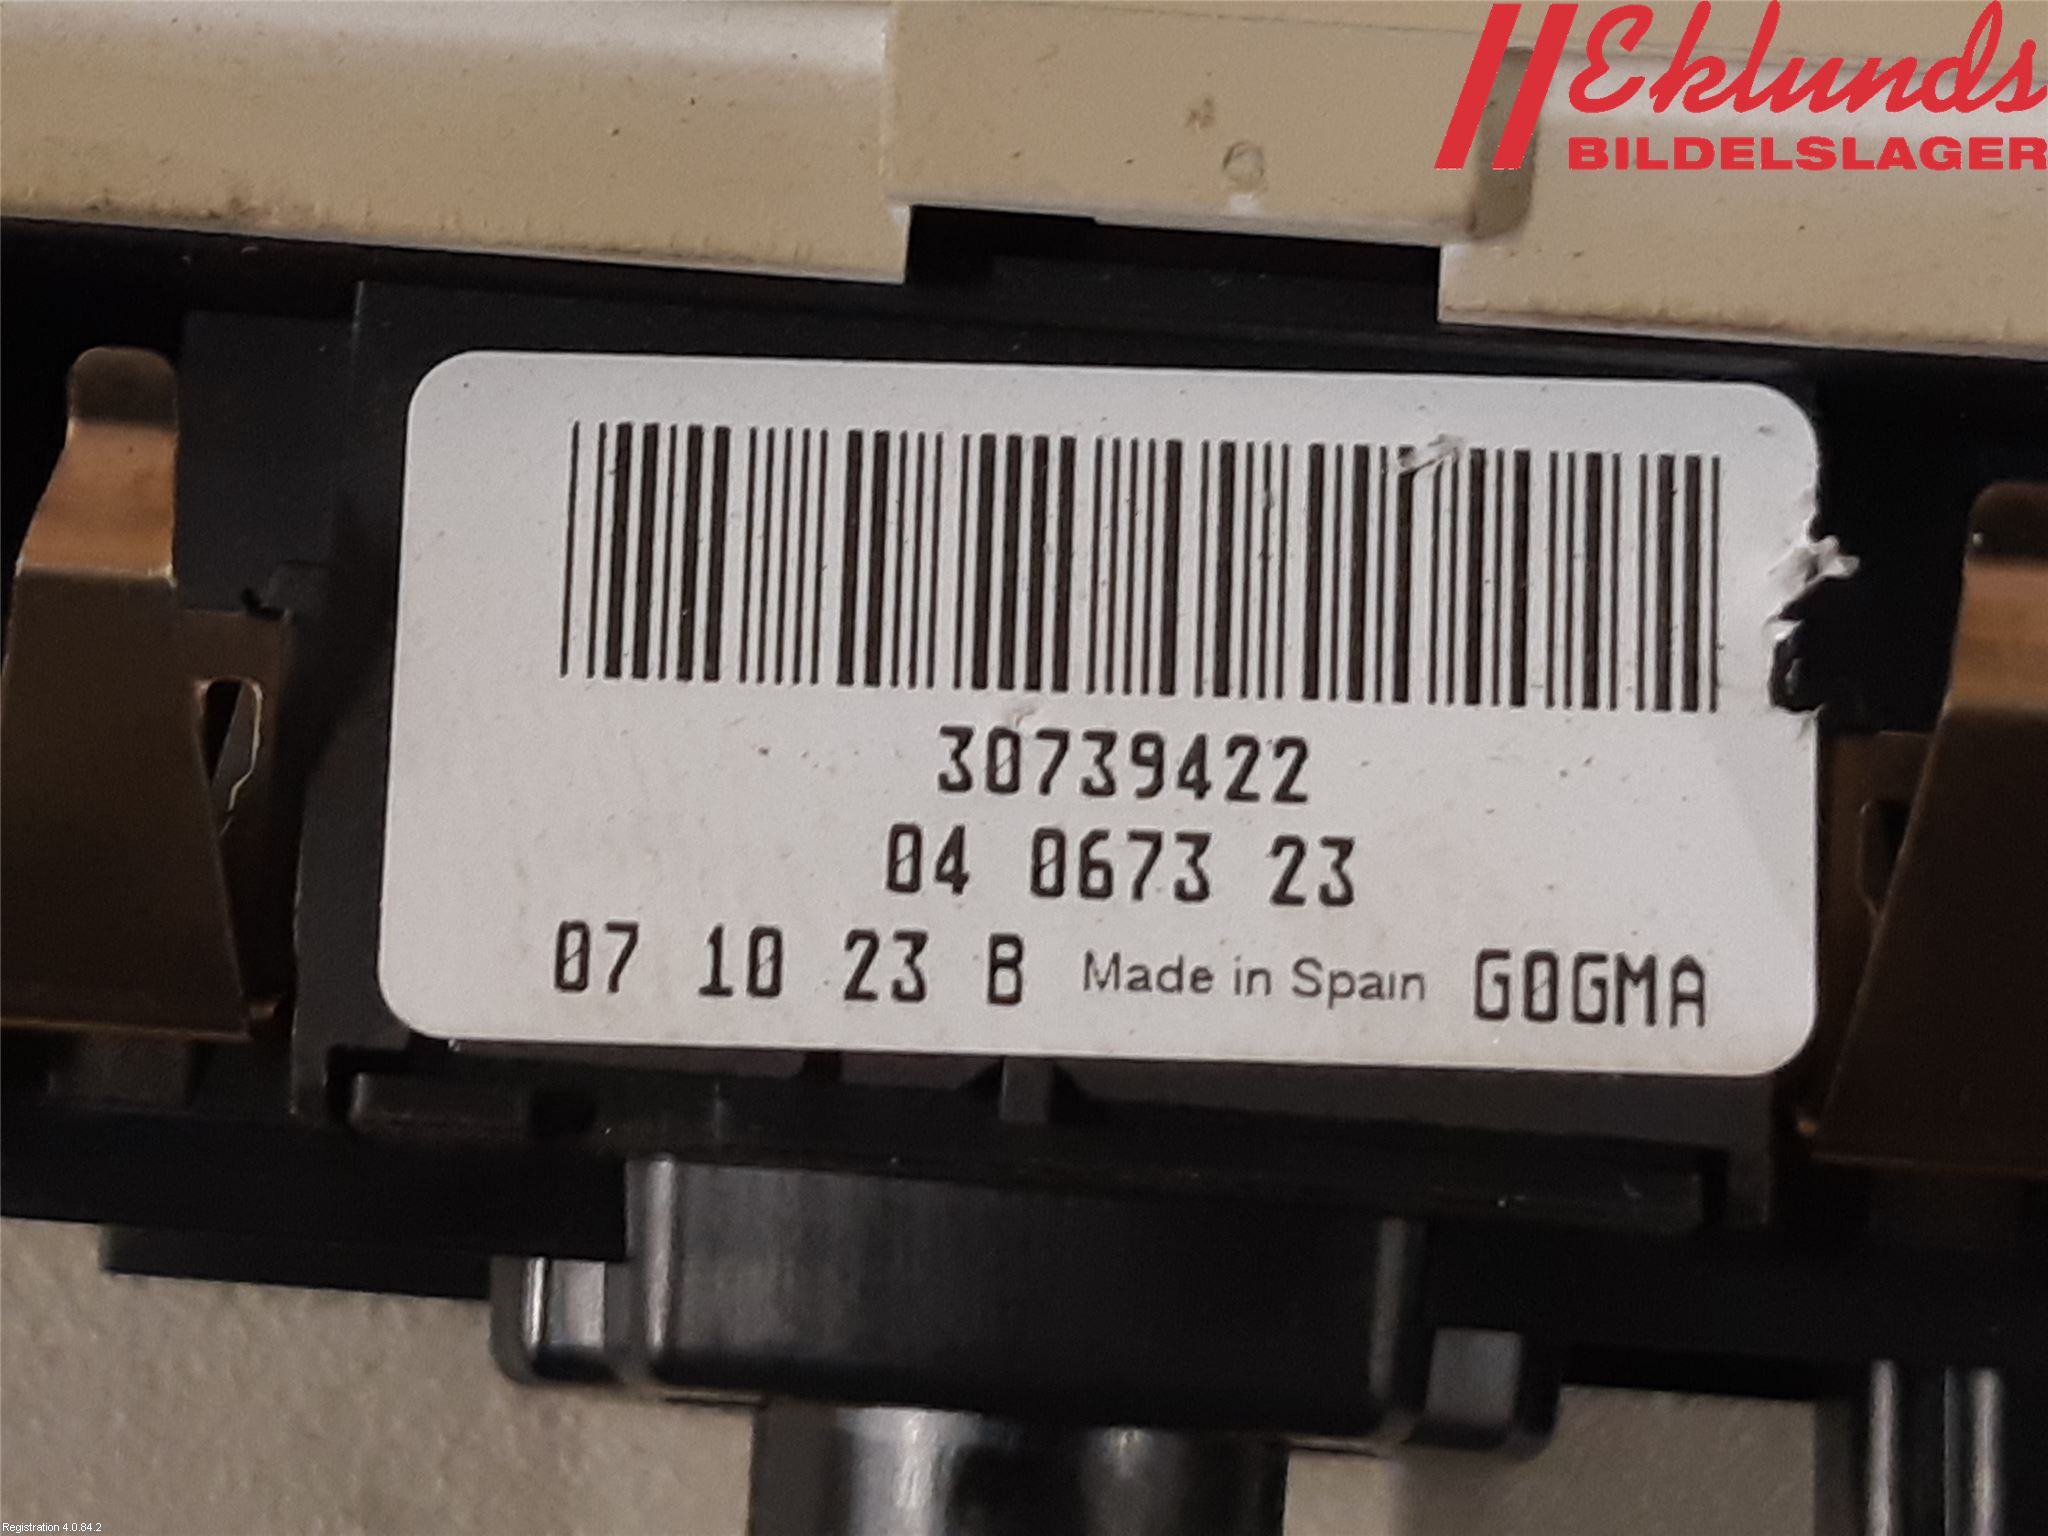 Eklunds
BILDELSLAGER
30739422
04 0673 23
07 10 23 B Made in Spain G0GMA
Registration 4.0.84.2